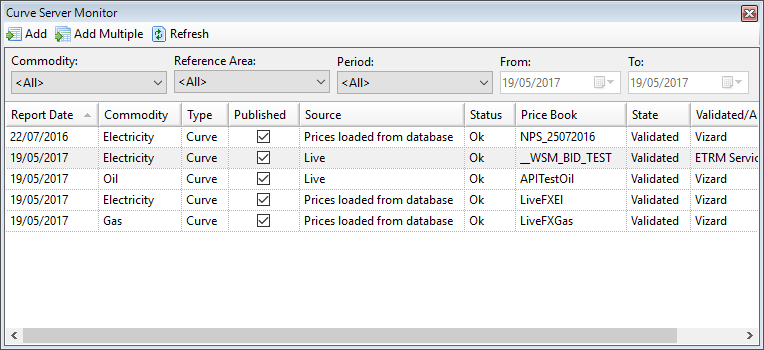 Curve Server Monitor
Add Add Multiple Refresh
Commodity: Reference Area: Period: From: To:
<All> <All> <All> 19/05/2017 19/05/2017
Report Date Commodity Type Published Source Status Price Book State Validated/A
22/07/2016 Electricity Curve Prices loaded from database Ok NPS_25072016 Validated Vizard
19/05/2017 Electricity Curve Live Ok __WSM_BID_TEST Validated ETRM Servic
19/05/2017 Oil Curve Live Ok APITestOil Validated Vizard
19/05/2017 Electricity Curve Prices loaded from database Ok LiveFXEl Validated Vizard
19/05/2017 Gas Curve Prices loaded from database Ok LiveFXGas Validated Vizard